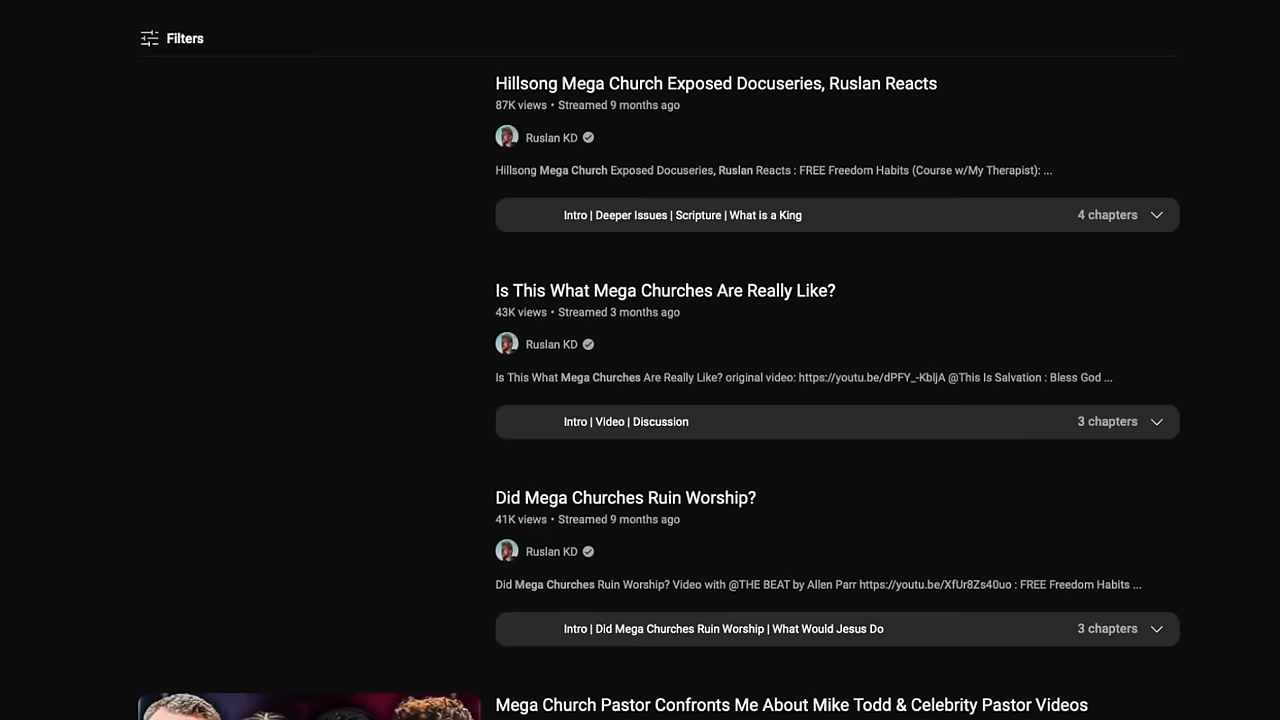 Filters
Hillsong Mega Church Exposed Docuseries, Ruslan Reacts
87K views • Streamed 9 months ago
Ruslan KD
Hillsong Mega Church Exposed Docuseries, Ruslan Reacts : FREE Freedom Habits (Course w/My Therapist): ...
Intro | Deeper Issues | Scripture | What is a King
4 chapters
Is This What Mega Churches Are Really Like?
43K views • Streamed 3 months ago
Ruslan KD
Is This What Mega Churches Are Really Like? original video: https://youtu.be/dPFY_-KbljA @This Is Salvation : Bless God ...
Intro | Video | Discussion
3 chapters
Did Mega Churches Ruin Worship?
41K views • Streamed 9 months ago
Ruslan KD
Did Mega Churches Ruin Worship? Video with @THE BEAT by Allen Parr https://youtu.be/XfUr8Zs40uo : FREE Freedom Habits ...
Intro | Did Mega Churches Ruin Worship | What Would Jesus Do
3 chapters
Mega Church Pastor Confronts Me About Mike Todd & Celebrity Pastor Videos